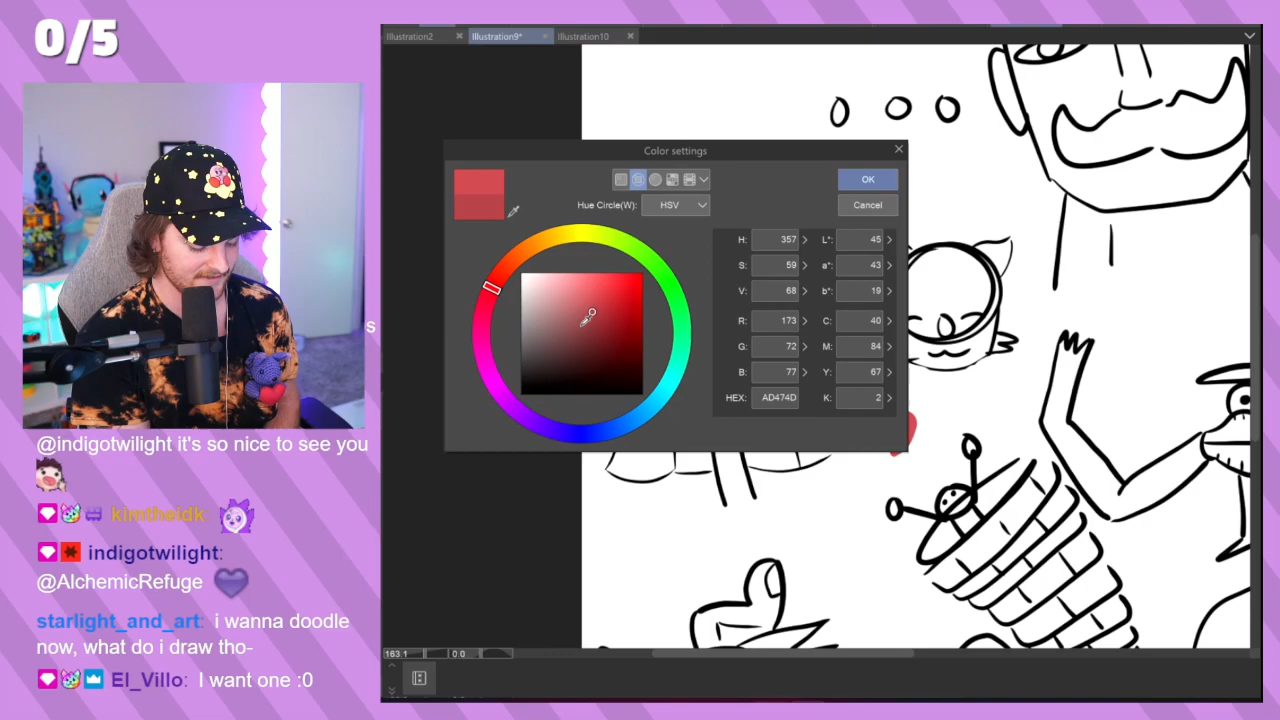 0/5
Illustration2
Illustration9*
Illustration10
Color settings
OK
Hue Circle(W):
HSV
Cancel
H: 357
L*: 45
S: 59
a*: 43
V: 68
b*: 19
R: 173
C: 40
G: 72
M: 84
B: 77
Y: 67
HEX: AD474D
K: 2
s
@indigotwilight it's so nice to see you
kimtheidk:
indigotwilight:
@AlchemicRefuge
starlight_and_art: i wanna doodle
now, what do i draw tho-
El_Villo: I want one :0
163.1
0.0